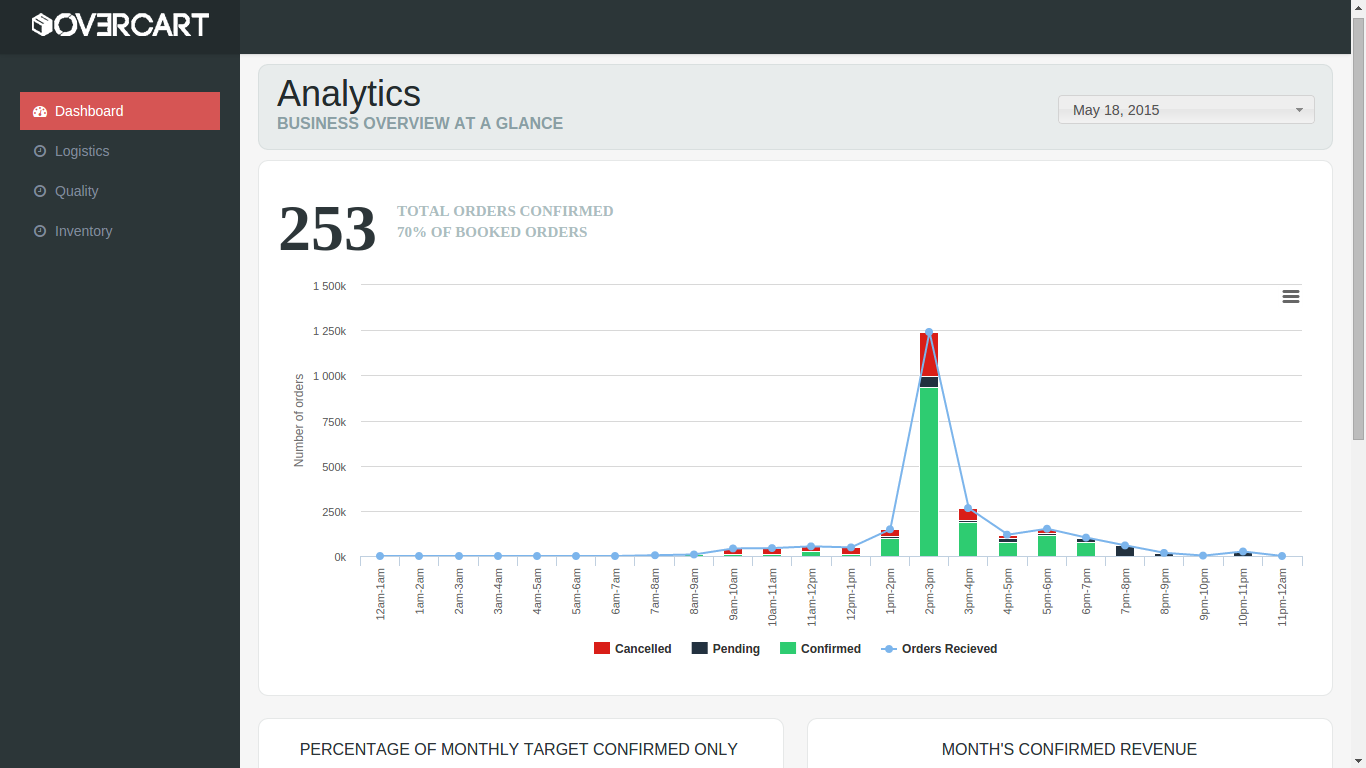 OVERCART
Dashboard
Logistics
Quality
Inventory
Analytics
BUSINESS OVERVIEW AT A GLANCE
May 18, 2015
253
TOTAL ORDERS CONFIRMED
70% OF BOOKED ORDERS
Number of orders
1 500k
1 250k
1 000k
750k
500k
250k
0k
12am-1am
1am-2am
2am-3am
3am-4am
4am-5am
5am-6am
6am-7am
7am-8am
8am-9am
9am-10am
10am-11am
11am-12pm
12pm-1pm
1pm-2pm
2pm-3pm
3pm-4pm
4pm-5pm
5pm-6pm
6pm-7pm
7pm-8pm
8pm-9pm
9pm-10pm
10pm-11pm
11pm-12am
Cancelled
Pending
Confirmed
Orders Recieved
PERCENTAGE OF MONTHLY TARGET CONFIRMED ONLY
MONTH'S CONFIRMED REVENUE